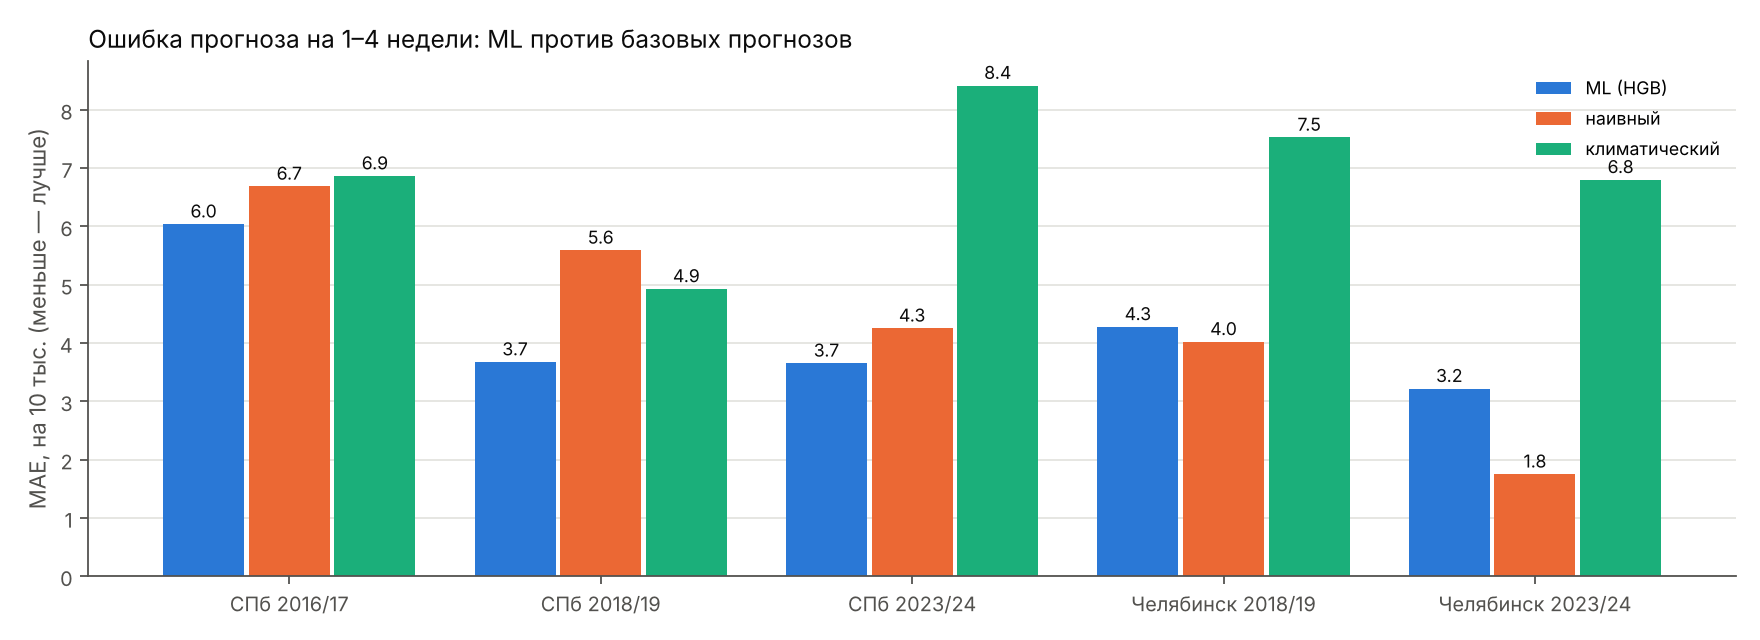 Ошибка прогноза на 1–4 недели: ML против базовых прогнозов
MAE, на 10 тыс. (меньше — лучше)
8
7
6
5
4
3
2
1
0
ML (HGB)
наивный
климатический
6.0
6.7
6.9
3.7
5.6
4.9
3.7
4.3
8.4
4.3
4.0
7.5
3.2
1.8
6.8
СПб 2016/17
СПб 2018/19
СПб 2023/24
Челябинск 2018/19
Челябинск 2023/24